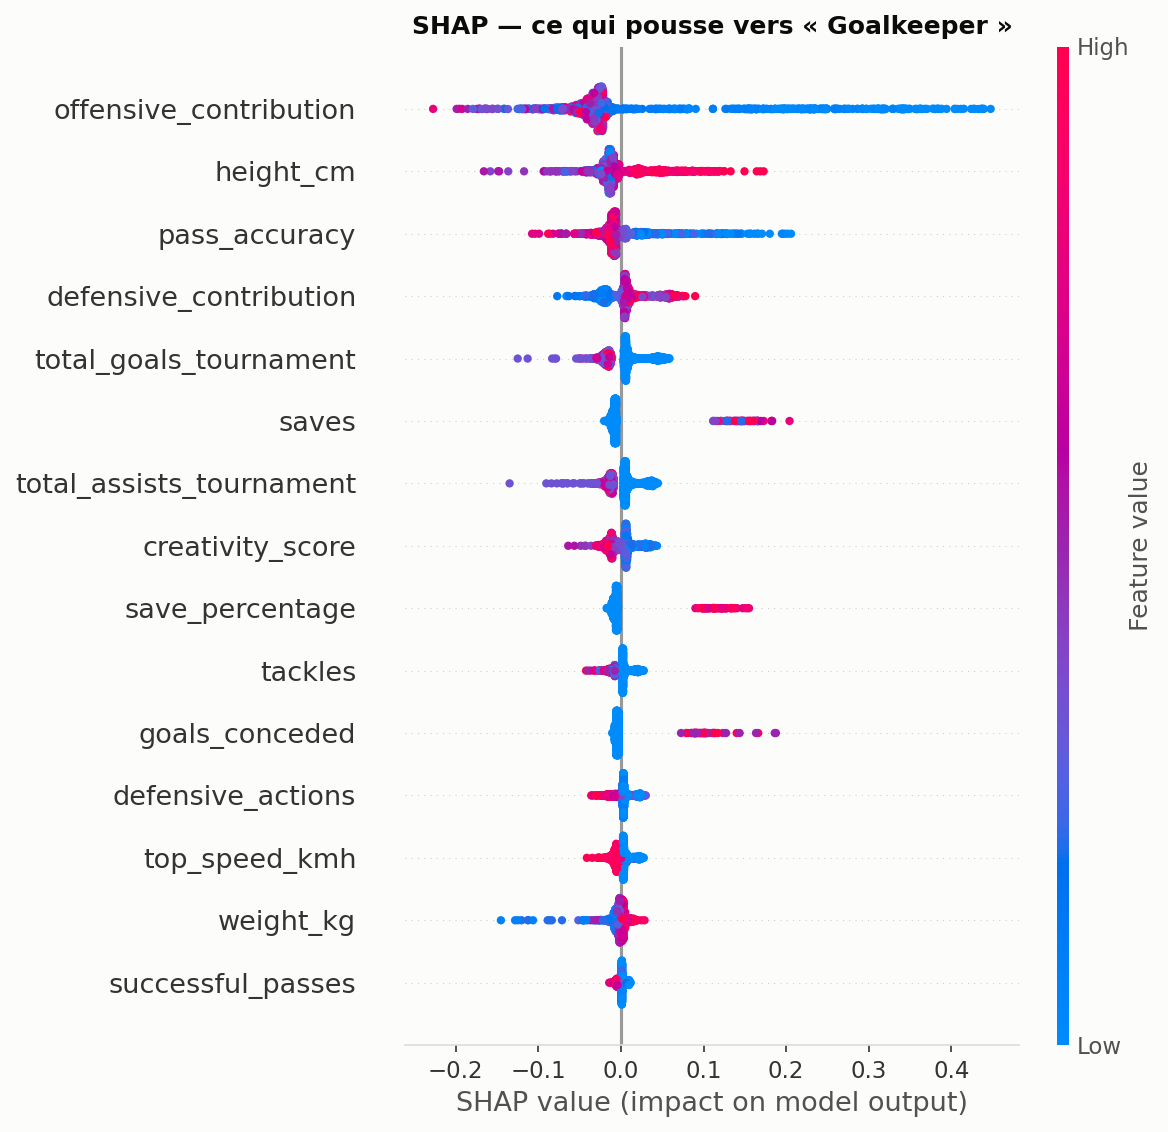 SHAP — ce qui pousse vers « Goalkeeper »
High
offensive_contribution
height_cm
pass_accuracy
defensive_contribution
total_goals_tournament
saves
total_assists_tournament
creativity_score
save_percentage
tackles
goals_conceded
defensive_actions
top_speed_kmh
weight_kg
successful_passes
Feature value
Low
−0.2 −0.1 0.0 0.1 0.2 0.3 0.4
SHAP value (impact on model output)